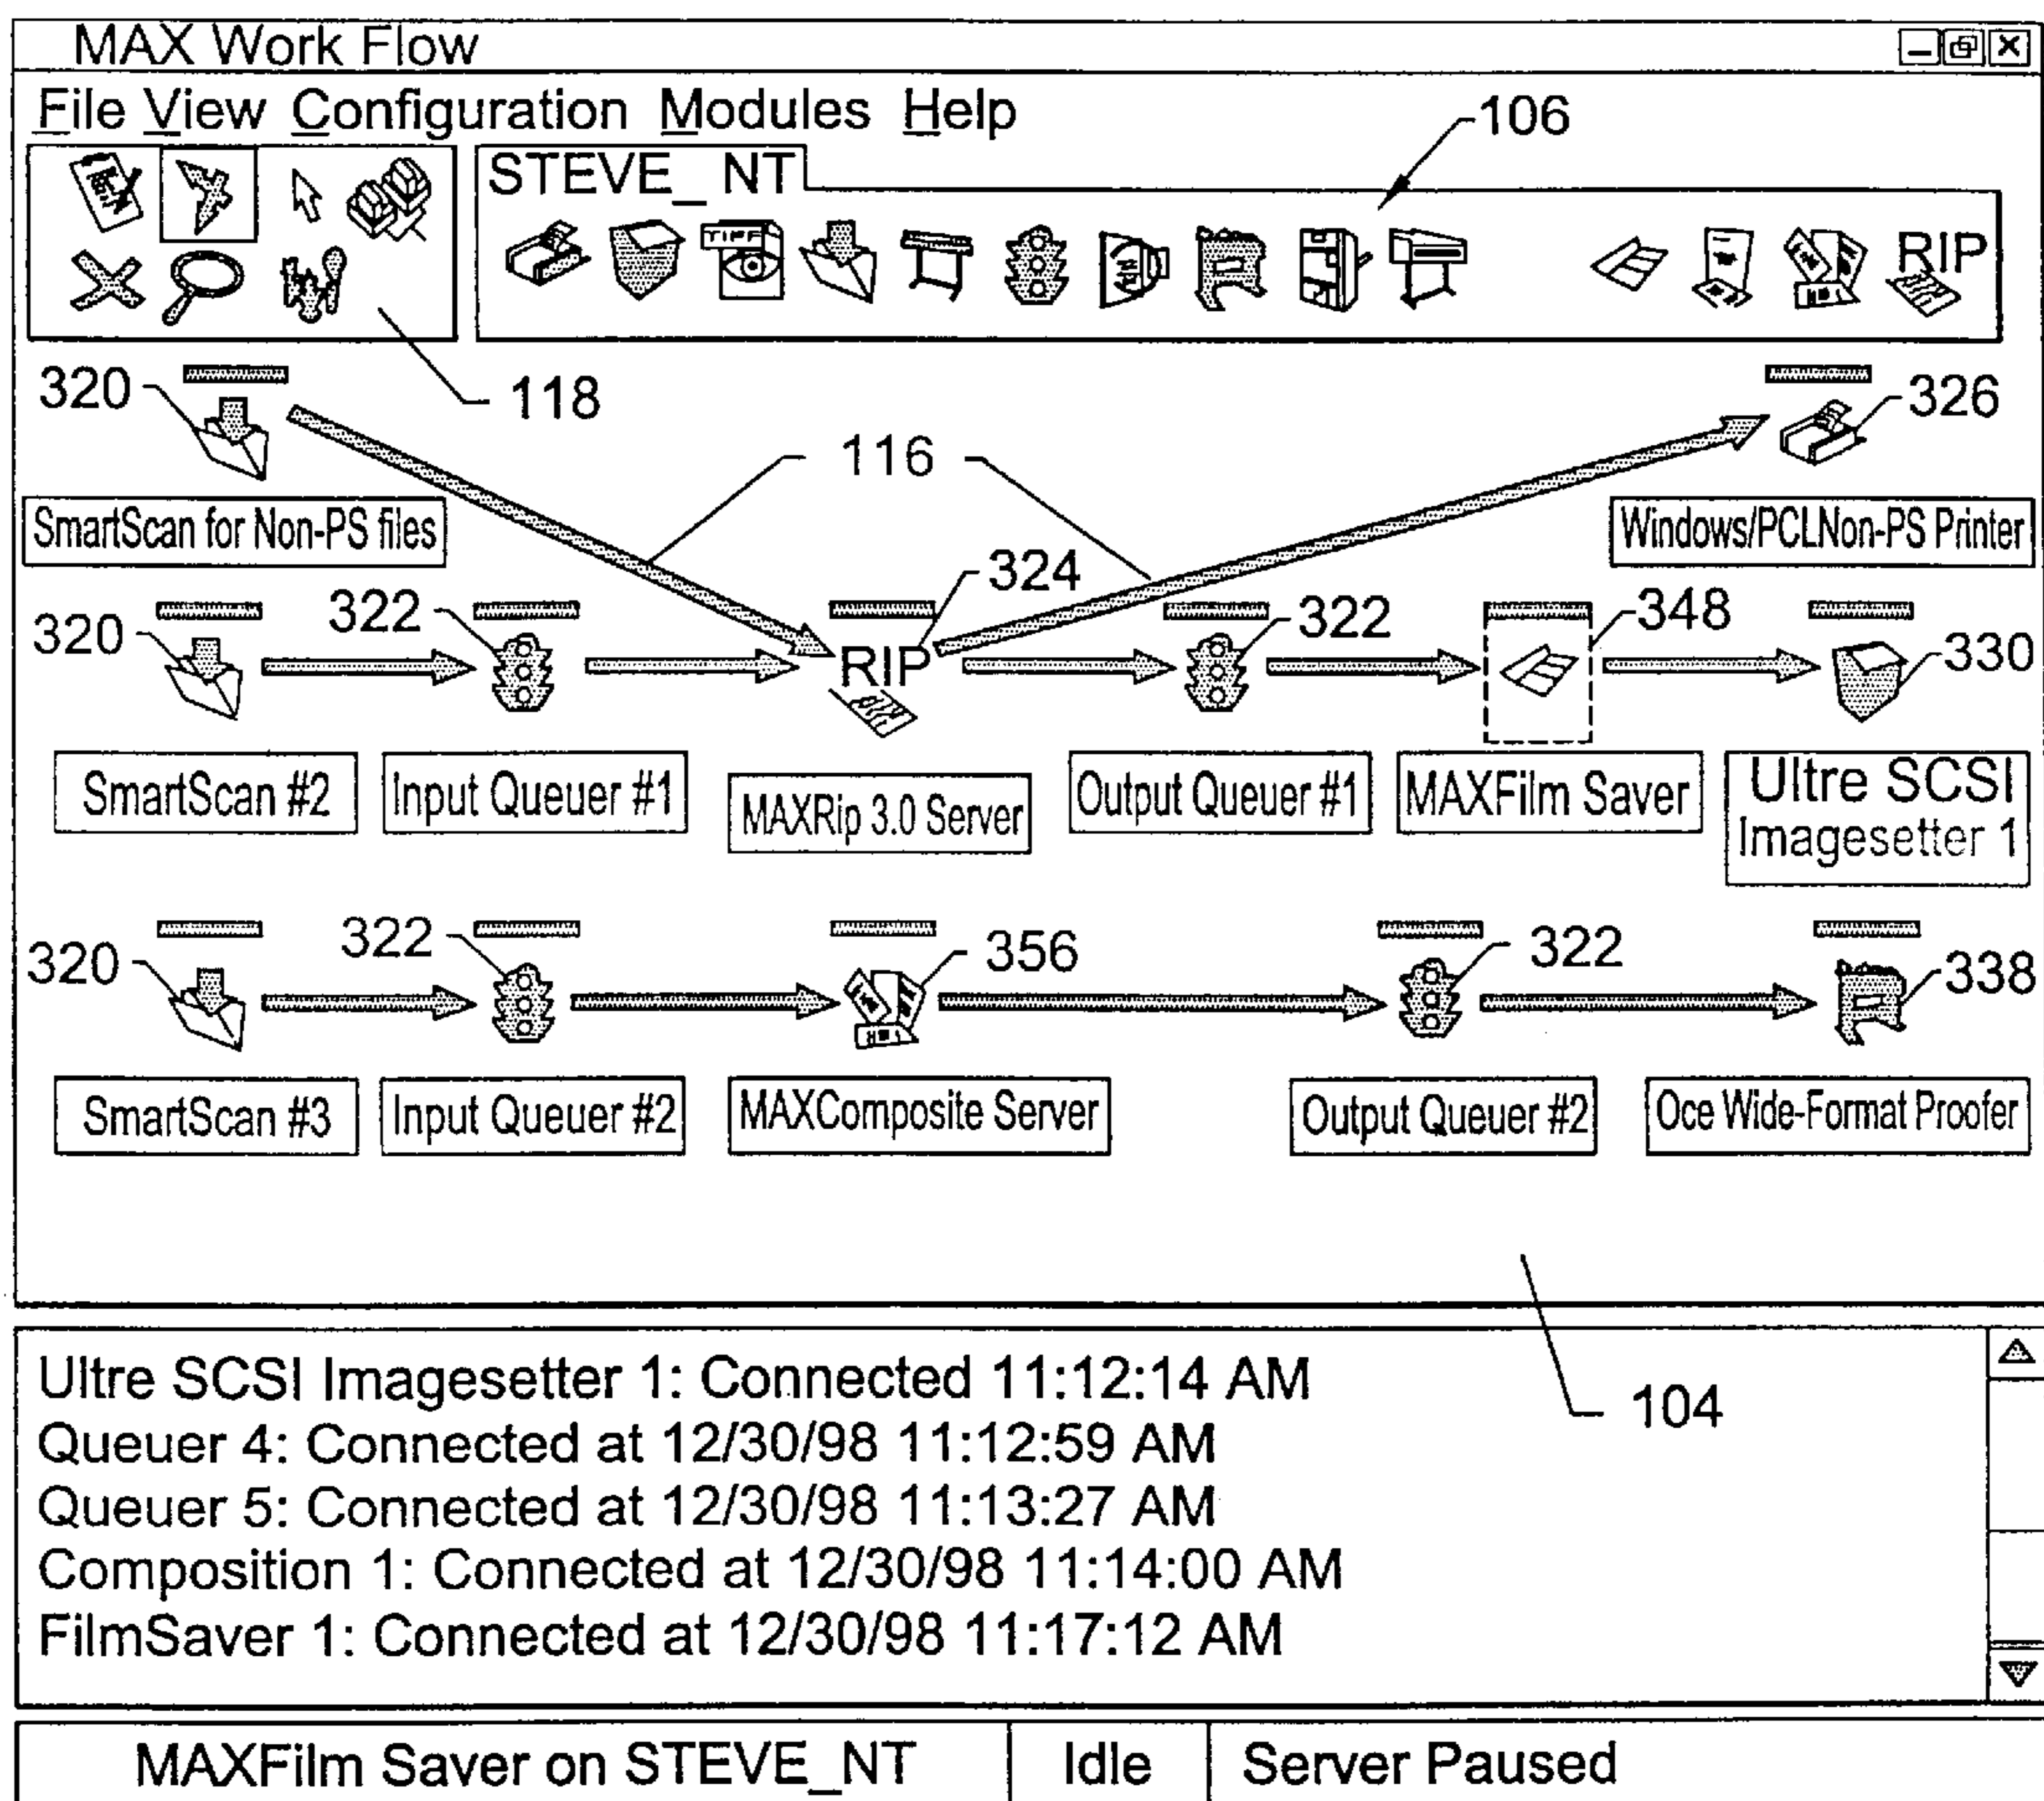 MAX Work Flow
File View Configuration Modules Help
106
STEVE_ NT
TIFF
RIP
118
320
326
116
SmartScan for Non-PS files
Windows/PCLNon-PS Printer
324
320
322
322
348
330
RIP
SmartScan #2
Input Queuer #1
MAXRip 3.0 Server
Output Queuer #1
MAXFilm Saver
Ultre SCSI
Imagesetter 1
320
322
356
322
338
SmartScan #3
Input Queuer #2
MAXComposite Server
Output Queuer #2
Oce Wide-Format Proofer
104
Ultre SCSI Imagesetter 1: Connected 11:12:14 AM
Queuer 4: Connected at 12/30/98 11:12:59 AM
Queuer 5: Connected at 12/30/98 11:13:27 AM
Composition 1: Connected at 12/30/98 11:14:00 AM
FilmSaver 1: Connected at 12/30/98 11:17:12 AM
MAXFilm Saver on STEVE_NT
Idle
Server Paused